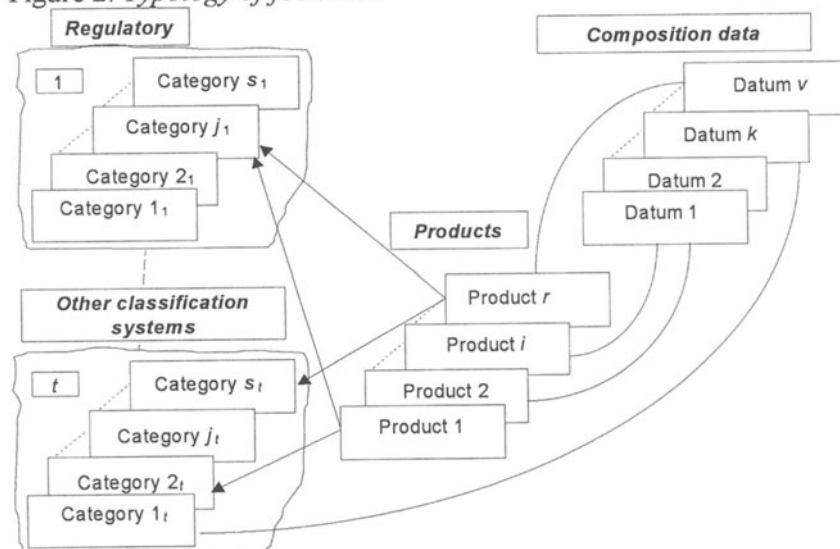 Figure 2. Typology of
Regulatory
1
Category s1
Category j1
Category 21
Category 11
Other classification
systems
t
Category st
Category jt
Category 2t
Category 1t
Products
Product r
Product i
Product 2
Product 1
Composition data
Datum v
Datum k
Datum 2
Datum 1